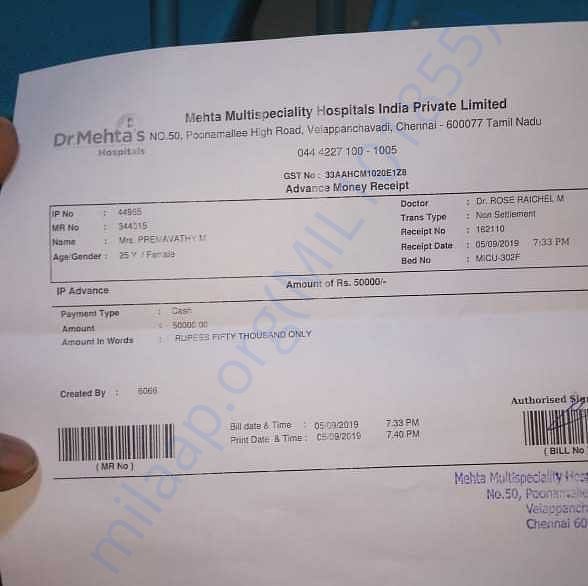 Dr.Mehta's
Hospitals
Mehta Multispeciality Hospitals India Private Limited
NO.50, Poonamallee High Road, Velappanchavadi, Chennai - 600077 Tamil Nadu
044 4227 100 - 1005
GST No : 33AAHCM1020E1Z8
Advance Money Receipt
IP No : 44955
MR No : 344315
Name : Mrs. PREMAVATHY M
Age/Gender : 25 Y / Female
Doctor : Dr. ROSE RAICHEL M
Trans Type : Non Settlement
Receipt No : 162110
Receipt Date : 05/09/2019 7:33 PM
Bed No : MICU-302F
IP Advance Amount of Rs. 50000/-
Payment Type : Cash
Amount : 50000.00
Amount In Words : RUPESS FIFTY THOUSAND ONLY
Created By : 6066
Authorised Sig
Bill date & Time : 05/09/2019 7.33 PM
Print Date & Time : 05/09/2019 7.40 PM
( MR No )
( BILL No
Mehta Multispeciality Hos
No.50, Poonamalle
Velappanch
Chennai 60
milaap.org(MIL101855)